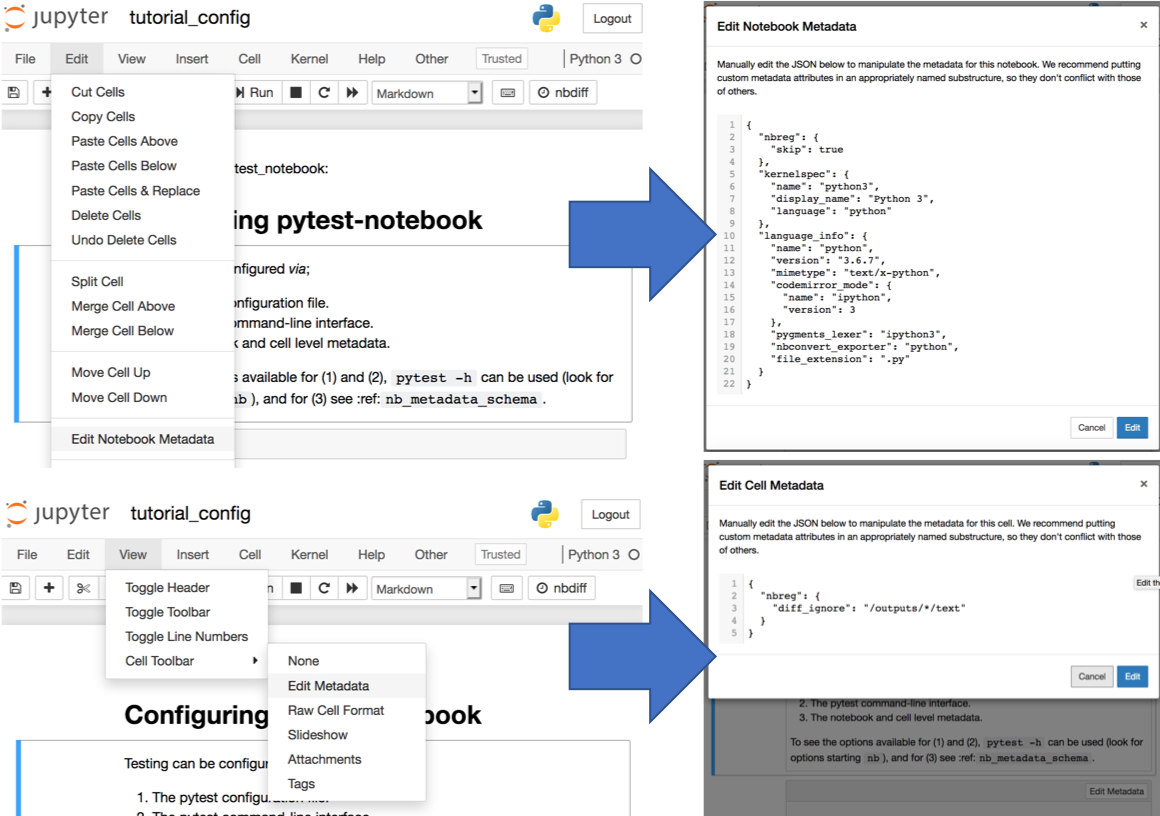 jupyter tutorial_config Logout
File Edit View Insert Cell Kernel Help Other Trusted Python 3
Run Markdown nbdiff
Cut Cells
Copy Cells
Paste Cells Above
Paste Cells Below
Paste Cells & Replace
Delete Cells
Undo Delete Cells
Split Cell
Merge Cell Above
Merge Cell Below
Move Cell Up
Move Cell Down
Edit Notebook Metadata
test_notebook:
ing pytest-notebook
nfigured via;
onfiguration file.
ommand-line interface.
k and cell level metadata.
s available for (1) and (2), pytest -h can be used (look for
nb ), and for (3) see :ref: nb_metadata_schema .
Edit Notebook Metadata ×
Manually edit the JSON below to manipulate the metadata for this notebook. We recommend putting
custom metadata attributes in an appropriately named substructure, so they don't conflict with those
of others.
1 {
2 "nbreg": {
3 "skip": true
4 },
5 "kernelspec": {
6 "name": "python3",
7 "display_name": "Python 3",
8 "language": "python"
9 },
10 "language_info": {
11 "name": "python",
12 "version": "3.6.7",
13 "mimetype": "text/x-python",
14 "codemirror_mode": {
15 "name": "ipython",
16 "version": 3
17 },
18 "pygments_lexer": "ipython3",
19 "nbconvert_exporter": "python",
20 "file_extension": ".py"
21 }
22 }
Cancel Edit
jupyter tutorial_config Logout
File Edit View Insert Cell Kernel Help Other Trusted Python 3
n Markdown nbdiff
Toggle Header
Toggle Toolbar
Toggle Line Numbers
Cell Toolbar
None
Edit Metadata
Raw Cell Format
Slideshow
Attachments
Tags
Configuring book
Testing can be configur
1. The pytest configuration file.
2. The pytest command-line interface.
Edit Cell Metadata ×
Manually edit the JSON below to manipulate the metadata for this cell. We recommend putting
custom metadata attributes in an appropriately named substructure, so they don't conflict with those
of others.
Edit th
1 {
2 "nbreg": {
3 "diff_ignore": "/outputs/*/text"
4 }
5 }
Cancel Edit
2. The pytest command-line interface.
3. The notebook and cell level metadata.
To see the options available for (1) and (2), pytest -h can be used (look for
options starting nb ), and for (3) see :ref: nb_metadata_schema .
Edit Metadata